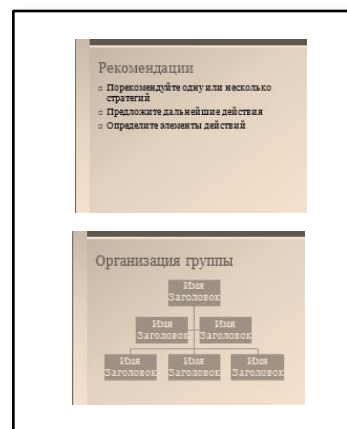 Рекомендации
▫ Порекомендуйте одну или несколько
стратегий
▫ Предложите дальнейшие действия
▫ Определите элементы действий
Организация группы
Имя
Заголовок
Имя Имя
Заголовок Заголовок
Имя Имя Имя
Заголовок Заголовок Заголовок